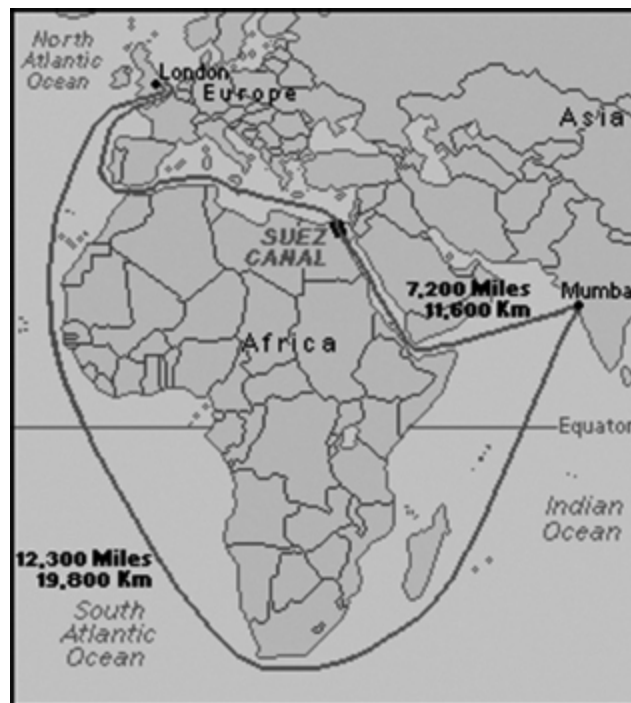 North
Atlantic
Ocean
London
Europe
Asia
SUEZ
CANAL
7,200 Miles
11,600 Km
Mumba
Africa
Equator
Indian
Ocean
12,300 Miles
19,800 Km
South
Atlantic
Ocean